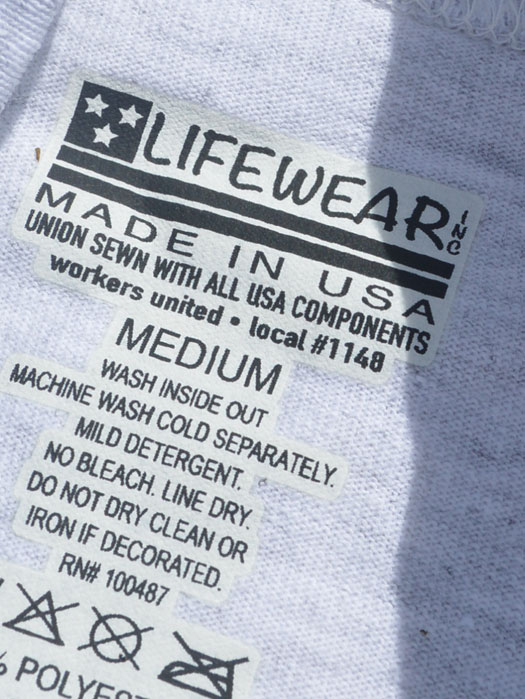 LIFEWEAR INC
MADE IN USA
UNION SEWN WITH ALL USA COMPONENTS
workers united • local #1148
MEDIUM
WASH INSIDE OUT
MACHINE WASH COLD SEPARATELY.
MILD DETERGENT.
NO BLEACH. LINE DRY.
DO NOT DRY CLEAN OR
IRON IF DECORATED.
RN# 100487
% POLYES